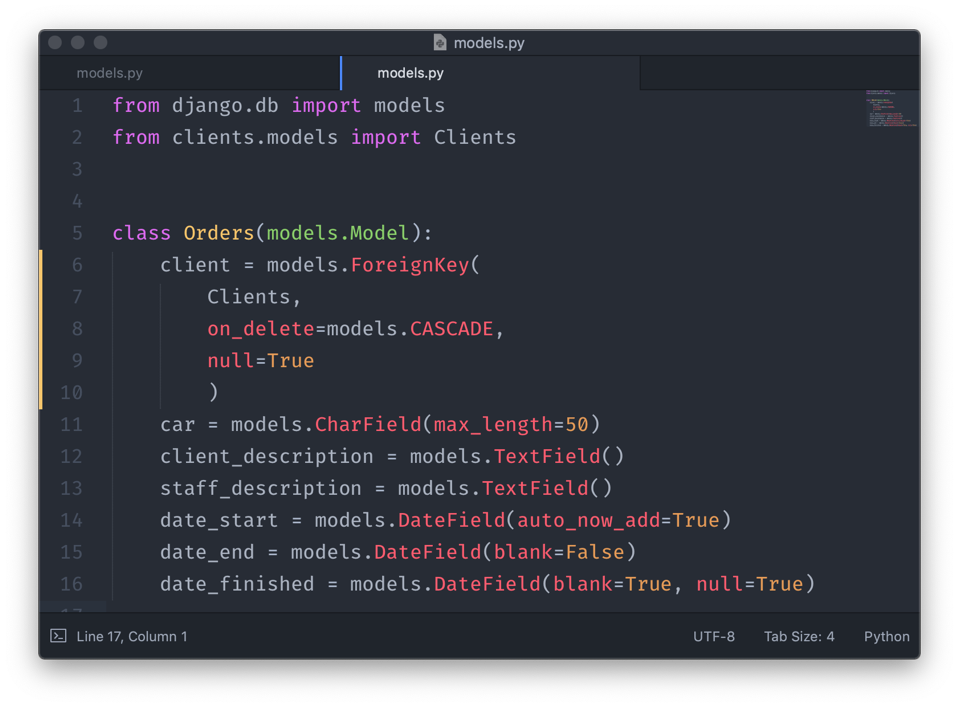 models.py
models.py models.py
1 from django.db import models
2 from clients.models import Clients
3
4
5 class Orders(models.Model):
6     client = models.ForeignKey(
7         Clients,
8         on_delete=models.CASCADE,
9         null=True
10         )
11     car = models.CharField(max_length=50)
12     client_description = models.TextField()
13     staff_description = models.TextField()
14     date_start = models.DateField(auto_now_add=True)
15     date_end = models.DateField(blank=False)
16     date_finished = models.DateField(blank=True, null=True)
Line 17, Column 1 UTF-8 Tab Size: 4 Python